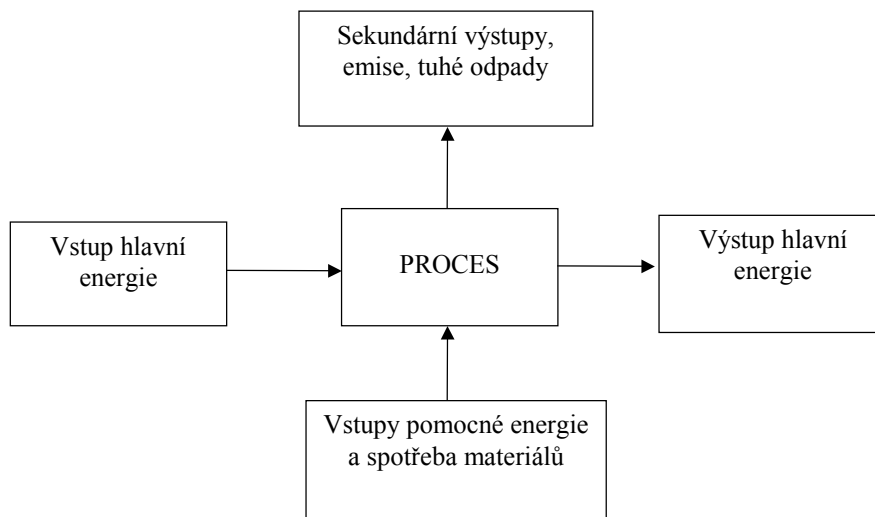 Sekundární výstupy,
emise, tuhé odpady
Vstup hlavní
energie
PROCES
Výstup hlavní
energie
Vstupy pomocné energie
a spotřeba materiálů